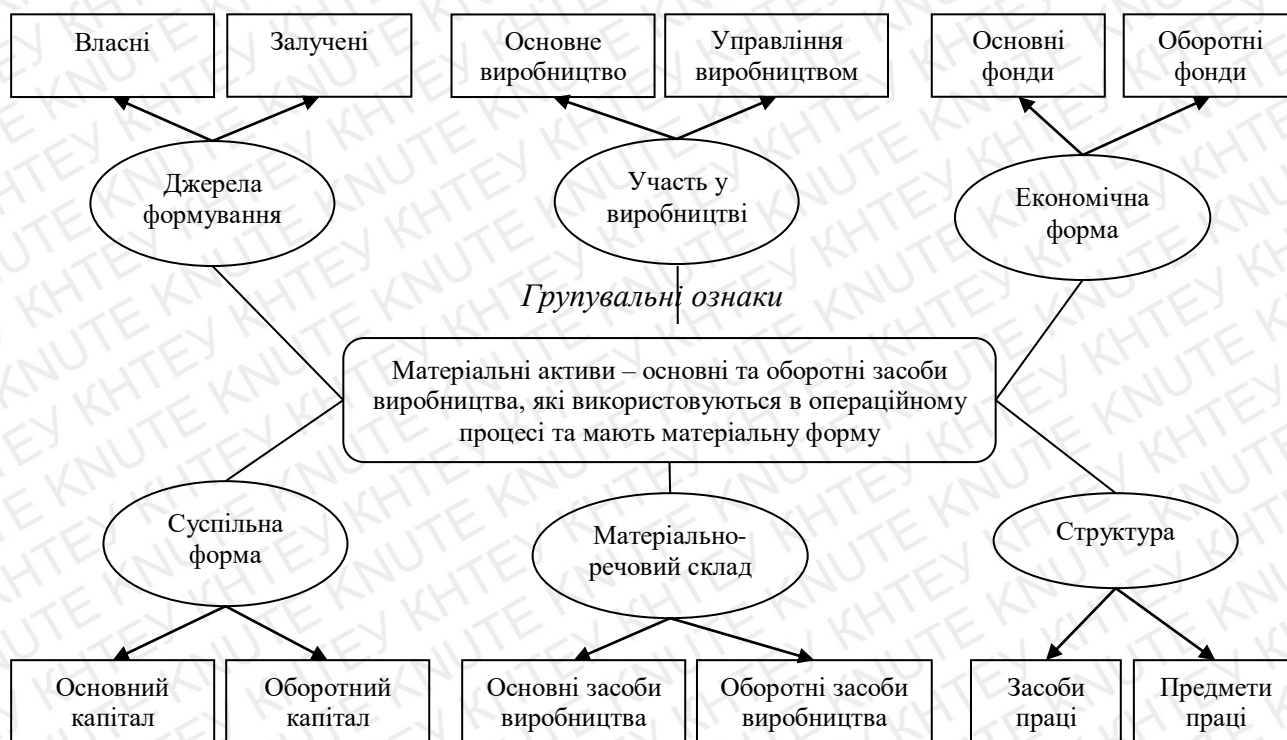 Власні
Залучені
Основне
виробництво
Управління
виробництвом
Основні
фонди
Оборотні
фонди
Джерела
формування
Участь у
виробництві
Економічна
форма
Групувальні ознаки
Матеріальні активи – основні та оборотні засоби
виробництва, які використовуються в операційному
процесі та мають матеріальну форму
Суспільна
форма
Матеріально-
речовий склад
Структура
Основний
капітал
Оборотний
капітал
Основні засоби
виробництва
Оборотні засоби
виробництва
Засоби
праці
Предмети
праці